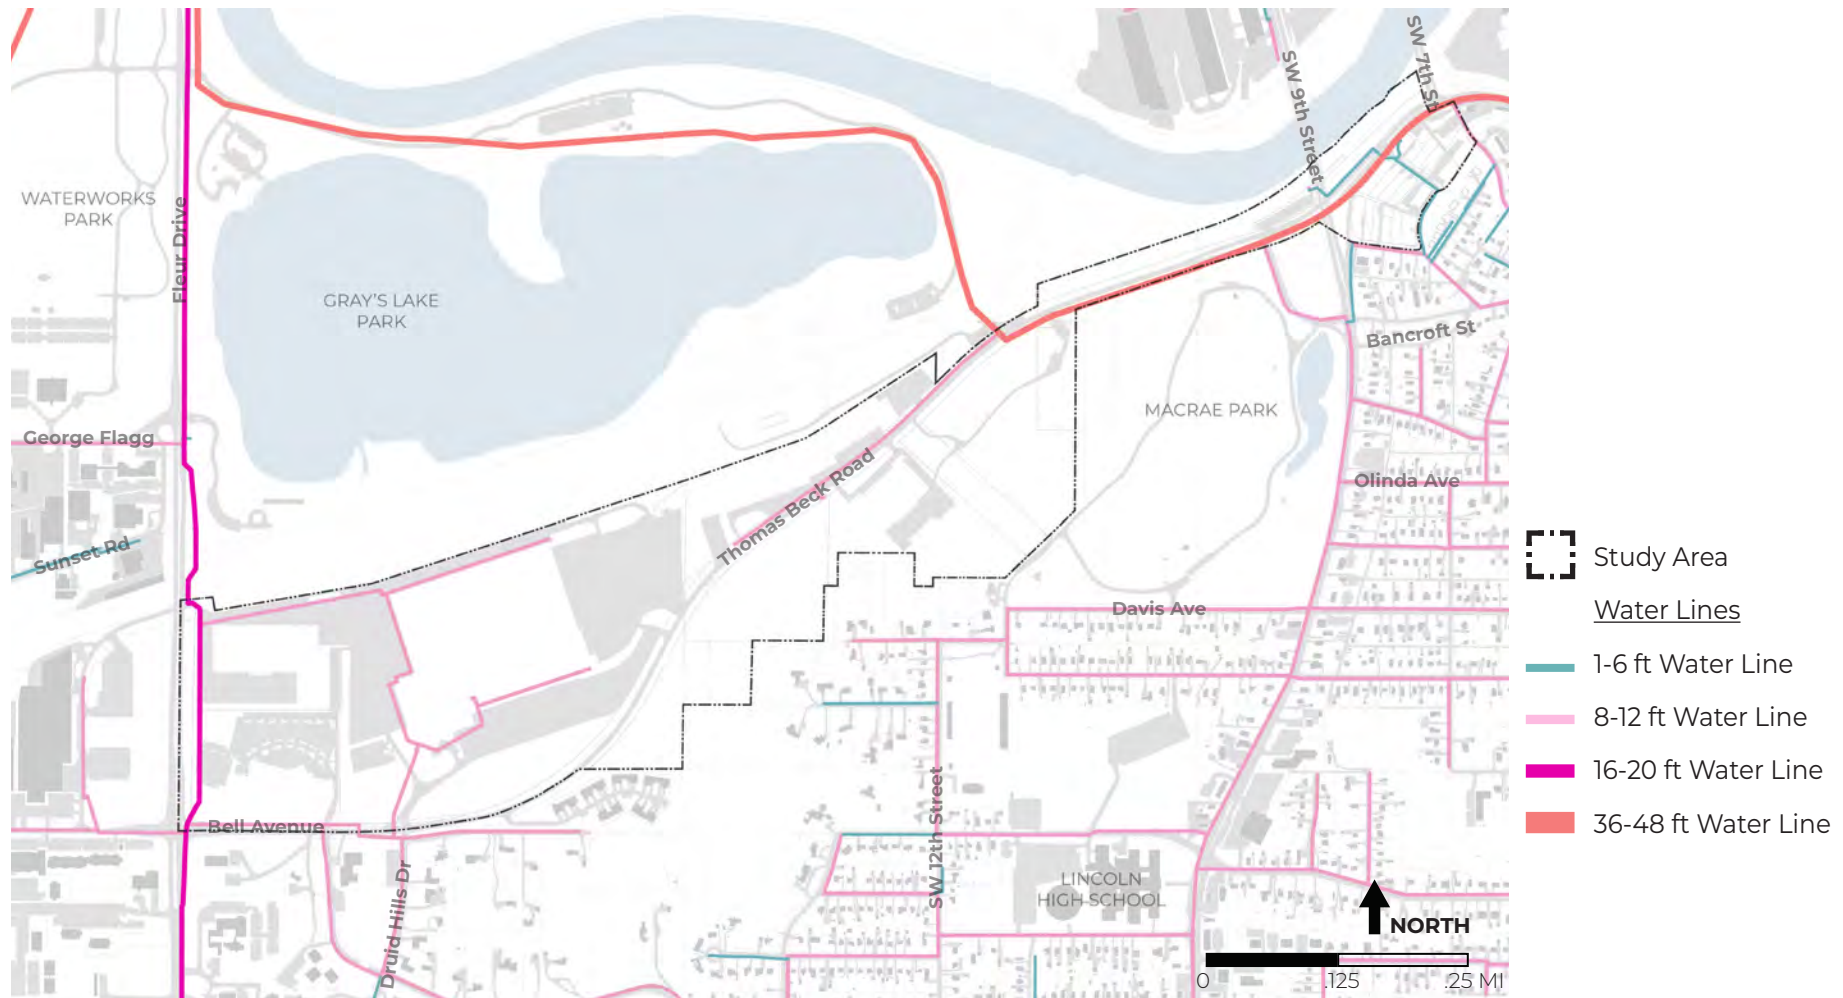 SW 7th St
SW 9th Street
WATERWORKS
PARK
Fleur Drive
GRAY'S LAKE
PARK
Bancroft St
MACRAE PARK
George Flagg
Thomas Beck Road
Olinda Ave
Sunset Rd
Davis Ave
Bell Avenue
SW 12th Street
Druid Hills Dr
LINCOLN
HIGH SCHOOL
NORTH
0 .125 .25 MI
Study Area
Water Lines
1-6 ft Water Line
8-12 ft Water Line
16-20 ft Water Line
36-48 ft Water Line